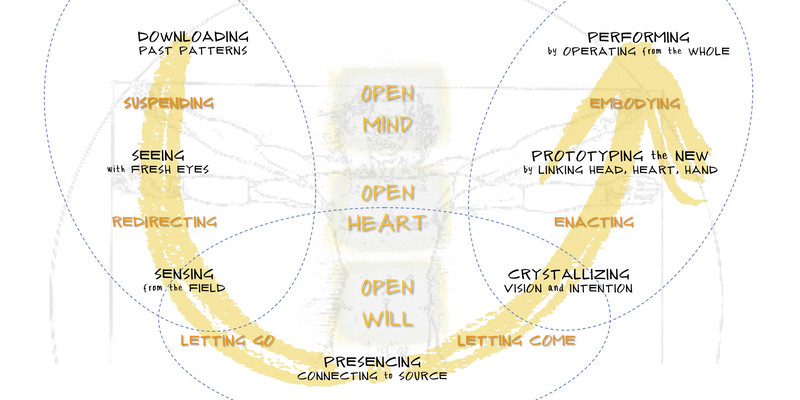 DOWNLOADING
PAST PATTERNS
SUSPENDING
SEEING
with FRESH EYES
REDIRECTING
SENSING
from the FIELD
LETTING GO
OPEN
MIND
OPEN
HEART
OPEN
WILL
PRESENCING
CONNECTING to SOURCE
PERFORMING
by OPERATING from the WHOLE
EMBODYING
PROTOTYPING the NEW
by LINKING HEAD, HEART, HAND
ENACTING
CRYSTALLIZING
VISION and INTENTION
LETTING COME